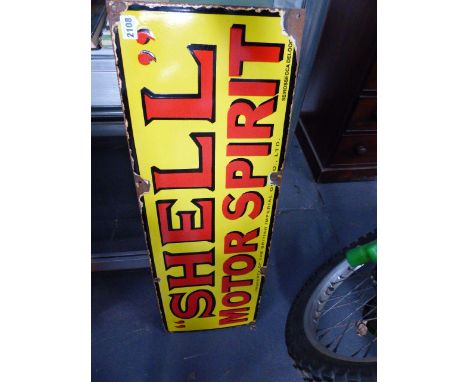 2108
"SHELL"
MOTOR SPIRIT